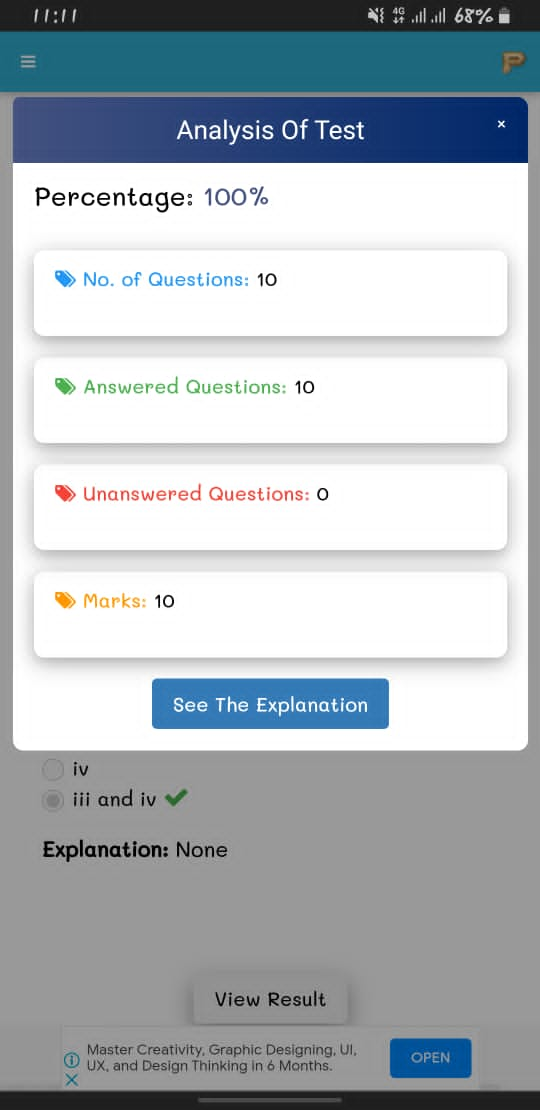 11:11
4G
68%
P
Analysis Of Test
×
Percentage: 100%
No. of Questions: 10
Answered Questions: 10
Unanswered Questions: 0
Marks: 10
See The Explanation
iv
iii and iv
Explanation: None
View Result
Master Creativity, Graphic Designing, UI,
UX, and Design Thinking in 6 Months.
OPEN